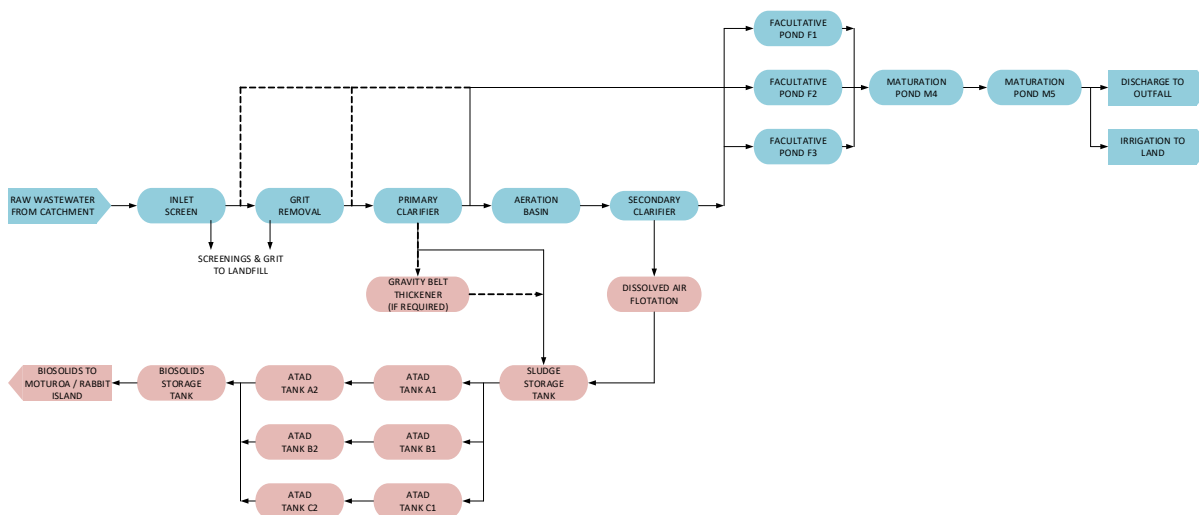 FACULTATIVE
POND F1
FACULTATIVE
POND F2
MATURATION
POND M4
MATURATION
POND M5
DISCHARGE TO
OUTFALL
FACULTATIVE
POND F3
IRRIGATION TO
LAND
RAW WASTEWATER
FROM CATCHMENT
INLET
SCREEN
GRIT
REMOVAL
PRIMARY
CLARIFIER
AERATION
BASIN
SECONDARY
CLARIFIER
SCREENINGS & GRIT
TO LANDFILL
GRAVITY BELT
THICKENER
(IF REQUIRED)
DISSOLVED AIR
FLOTATION
BIOSOLIDS TO
MOTUROA / RABBIT
ISLAND
BIOSOLIDS
STORAGE
TANK
ATAD
TANK A2
ATAD
TANK A1
SLUDGE
STORAGE
TANK
ATAD
TANK B2
ATAD
TANK B1
ATAD
TANK C2
ATAD
TANK C1